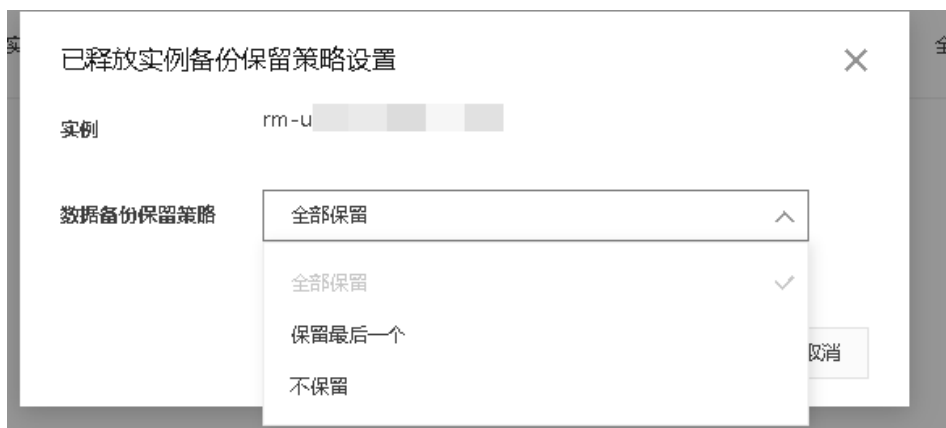 已释放实例备份保留策略设置
实例
rm-u
数据备份保留策略
全部保留
全部保留
保留最后一个
不保留
取消